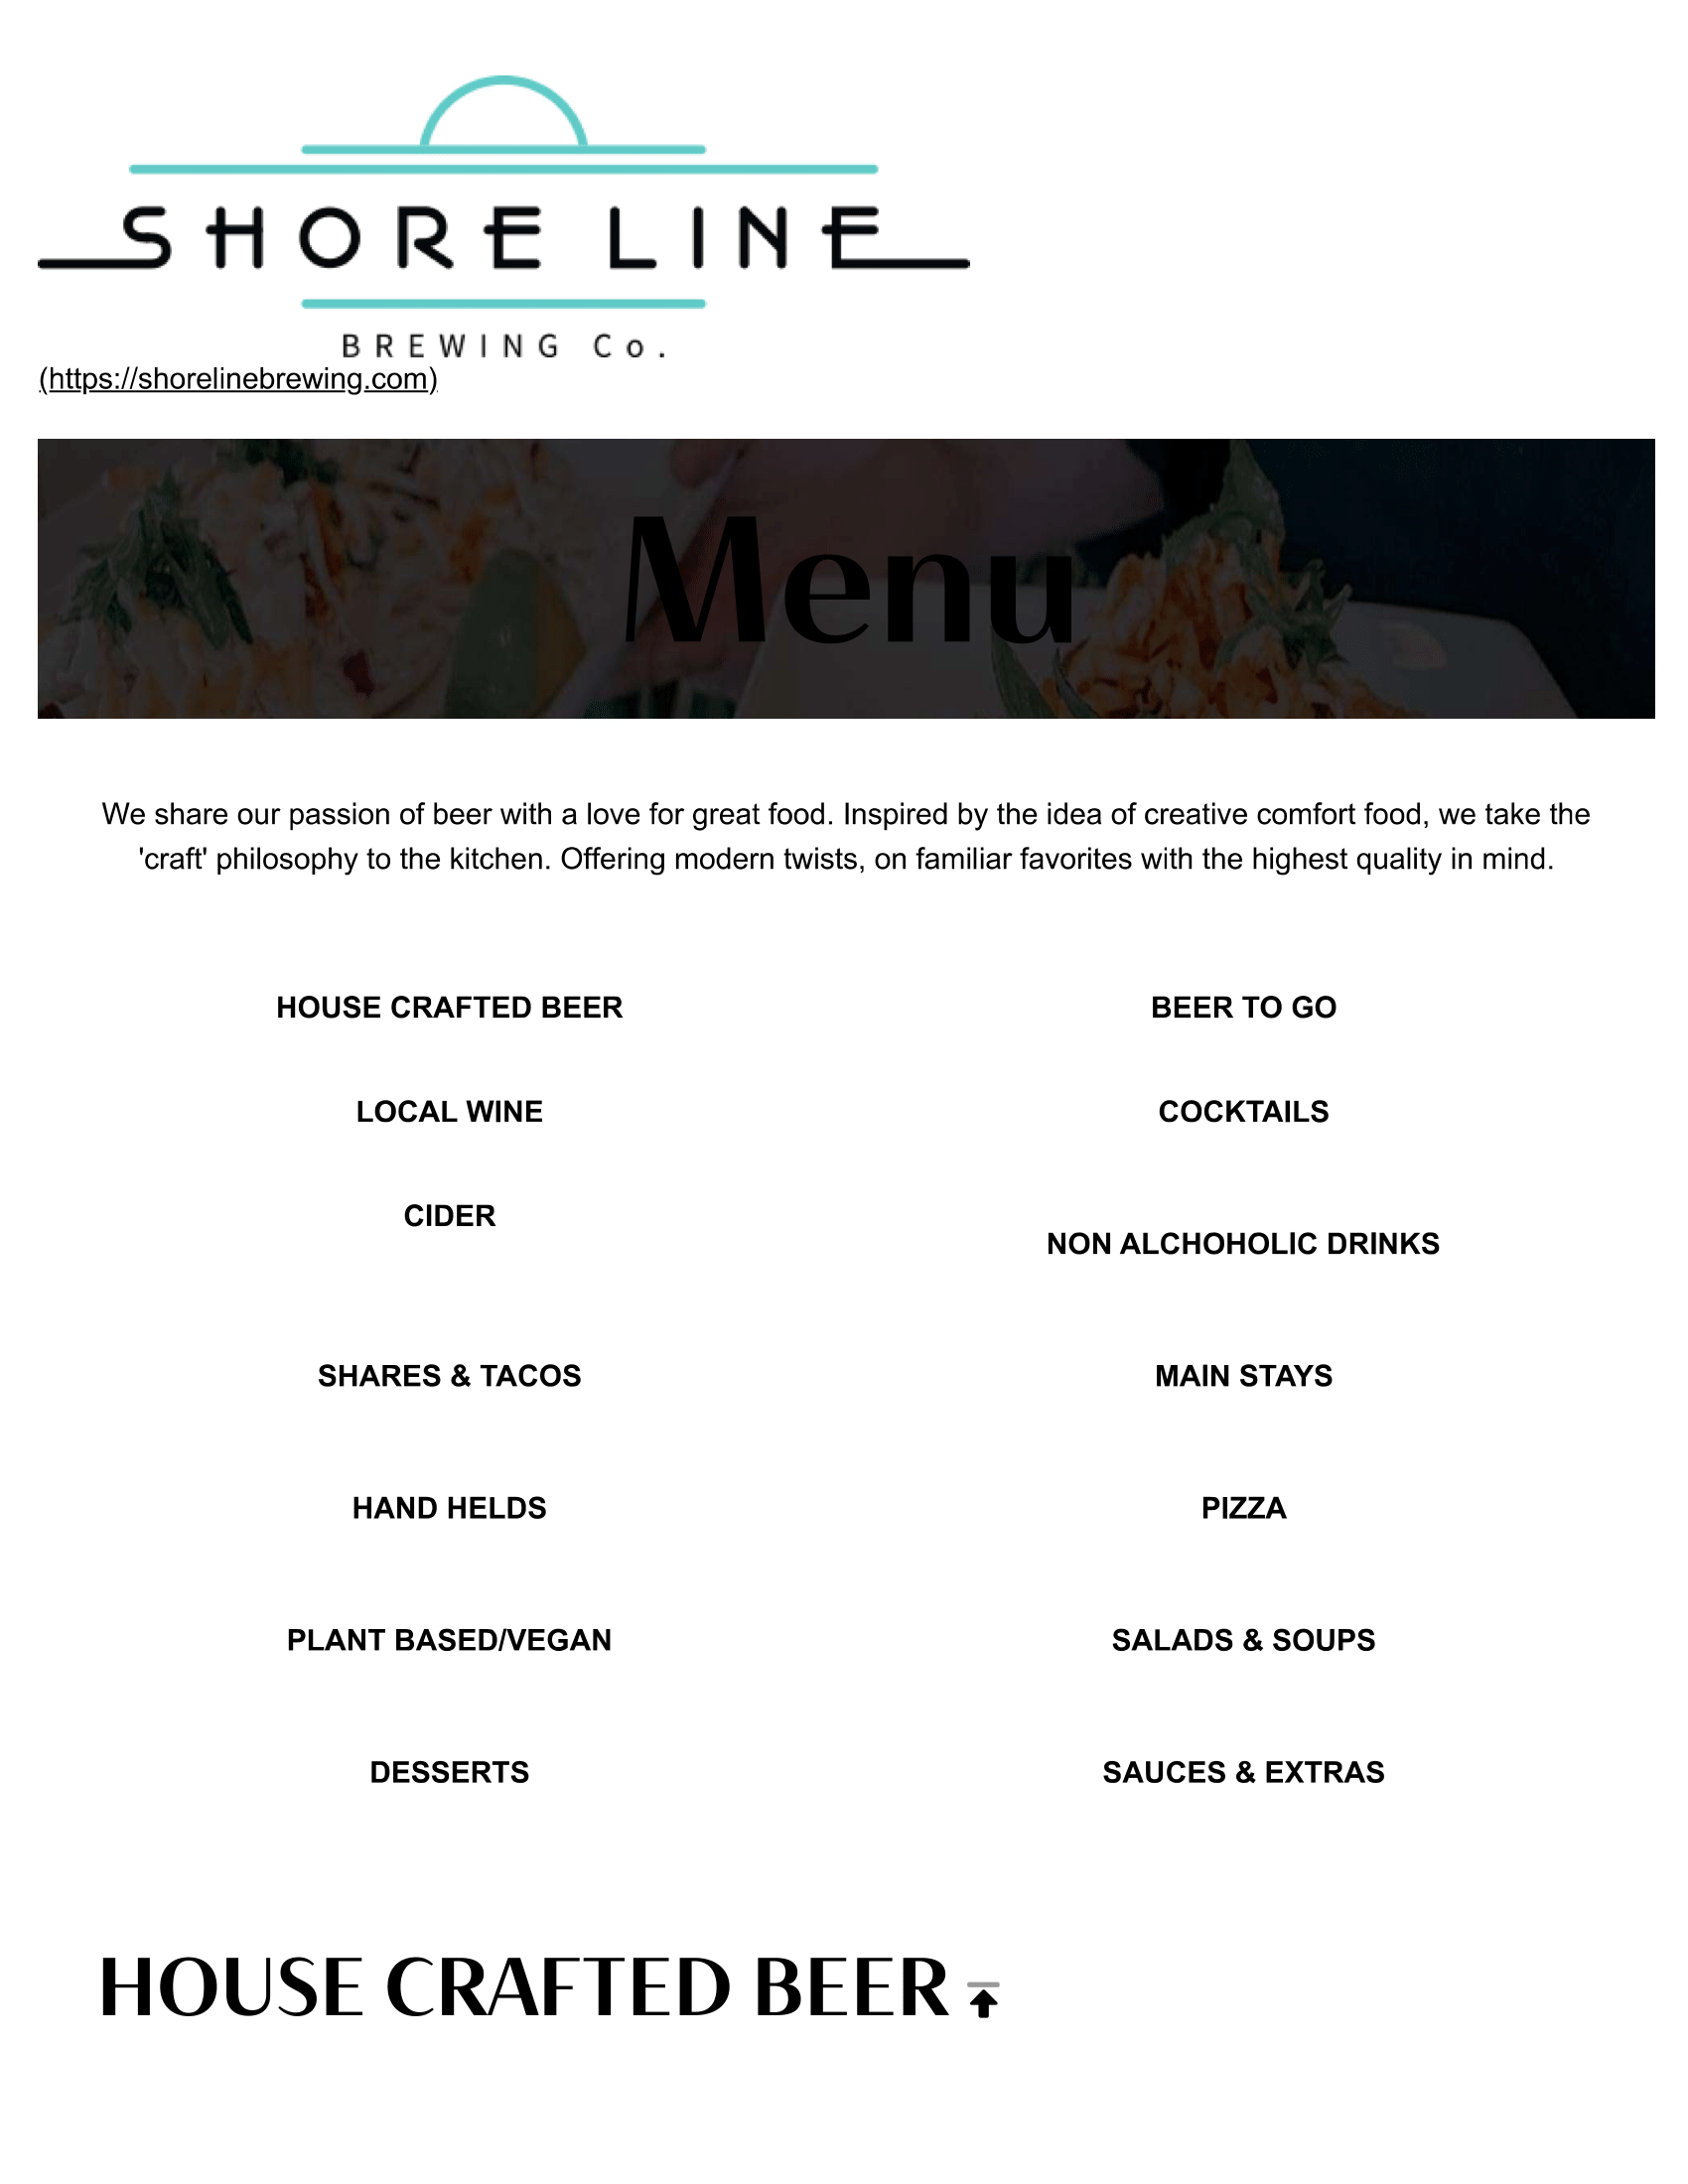 SHORE LINE
BREWING Co.
(https://shorelinebrewing.com)
Menu
We share our passion of beer with a love for great food. Inspired by the idea of creative comfort food, we take the
'craft' philosophy to the kitchen. Offering modern twists, on familiar favorites with the highest quality in mind.
HOUSE CRAFTED BEER
BEER TO GO
LOCAL WINE
COCKTAILS
CIDER
NON ALCHOHOLIC DRINKS
SHARES & TACOS
MAIN STAYS
HAND HELDS
PIZZA
PLANT BASED/VEGAN
SALADS & SOUPS
DESSERTS
SAUCES & EXTRAS
HOUSE CRAFTED BEER